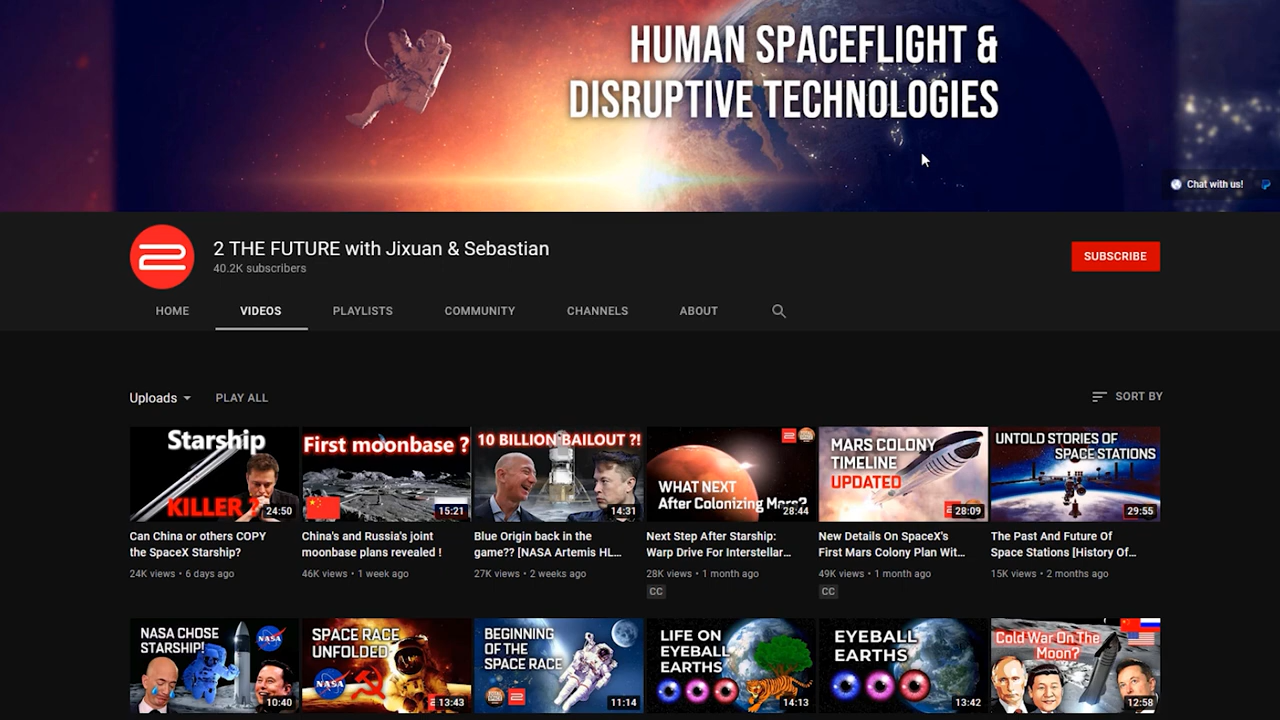 HUMAN SPACEFLIGHT &
DISRUPTIVE TECHNOLOGIES
Chat with us!
2 THE FUTURE with Jixuan & Sebastian
40.2K subscribers
SUBSCRIBE
HOME VIDEOS PLAYLISTS COMMUNITY CHANNELS ABOUT
Uploads PLAY ALL SORT BY
Starship
KILLER ?
24:50
First moonbase ?
15:21
10 BILLION BAILOUT ?!
14:31
WHAT NEXT
After Colonizing Mars?
28:44
MARS COLONY
TIMELINE
UPDATED
28:09
UNTOLD STORIES OF
SPACE STATIONS
29:55
Can China or others COPY
the SpaceX Starship?
24K views • 6 days ago
China's and Russia's joint
moonbase plans revealed !
46K views • 1 week ago
Blue Origin back in the
game?? [NASA Artemis HL...
27K views • 2 weeks ago
Next Step After Starship:
Warp Drive For Interstellar...
28K views • 1 month ago
CC
New Details On SpaceX's
First Mars Colony Plan Wit...
49K views • 1 month ago
CC
The Past And Future Of
Space Stations [History Of...
15K views • 2 months ago
NASA CHOSE
STARSHIP!
NASA
10:40
SPACE RACE
UNFOLDED
NASA
13:43
BEGINNING
OF THE
SPACE RACE
11:14
LIFE ON
EYEBALL
EARTHS
14:13
EYEBALL
EARTHS
13:42
Cold War On The
Moon?
12:58